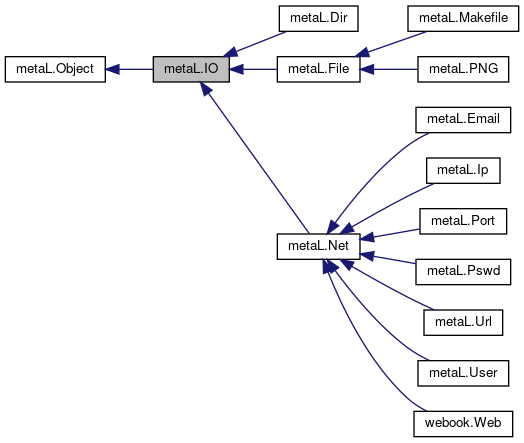 metaL.Object
metaL.IO
metaL.Dir
metaL.File
metaL.Makefile
metaL.PNG
metaL.Net
metaL.Email
metaL.Ip
metaL.Port
metaL.Pswd
metaL.Url
metaL.User
webook.Web